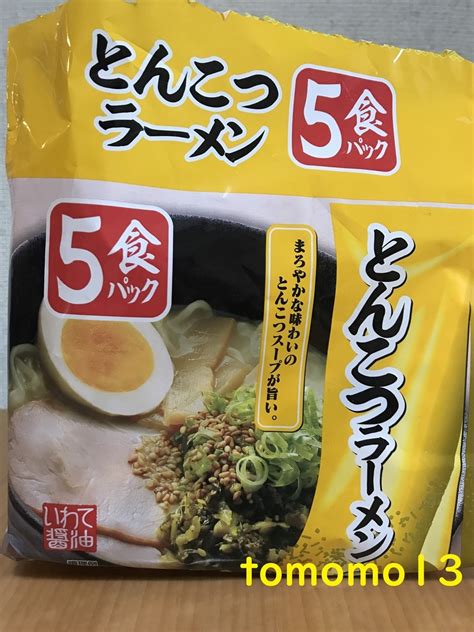 とんこつ
ラーメン
5食
パック
5食
パック
まろやかな味わいの
とんこつスープが旨い。
とんこつラーメン
いわて
醤油
tomomo13